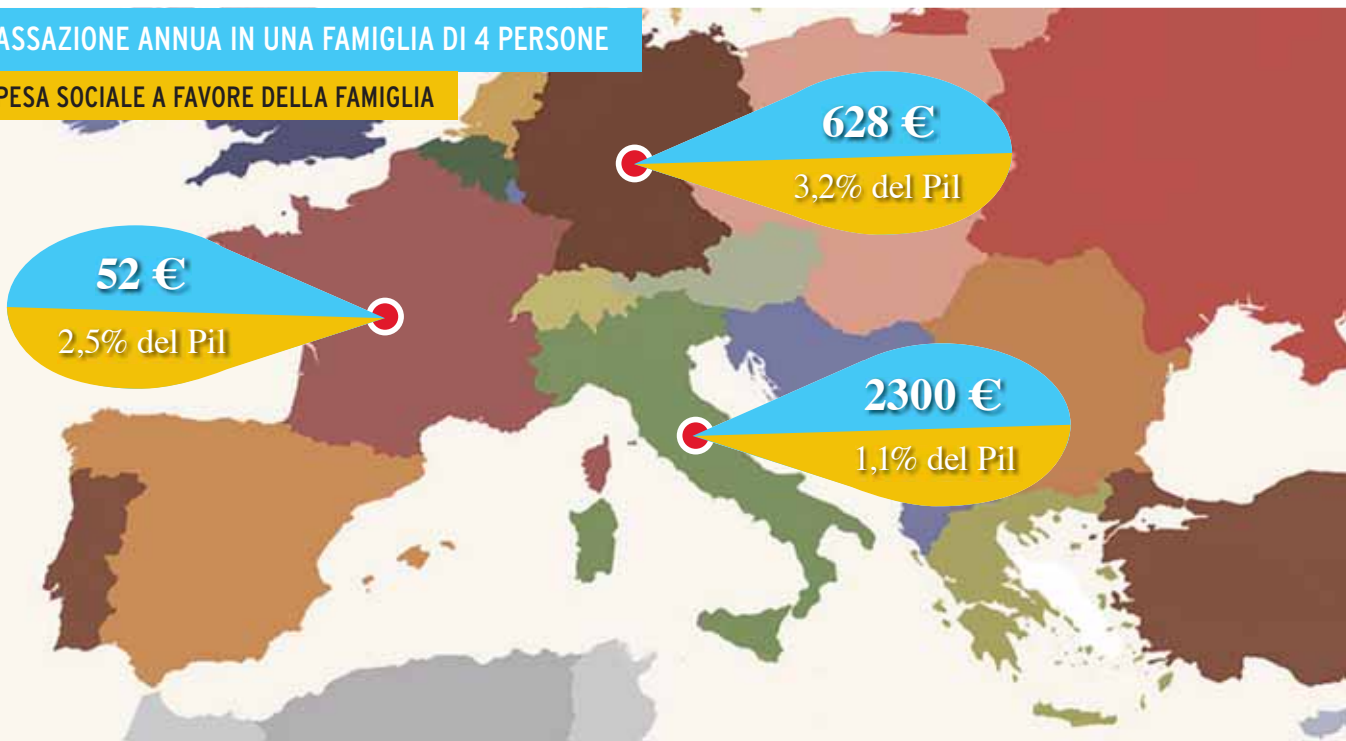 ASSAZIONE ANNUA IN UNA FAMIGLIA DI 4 PERSONE
PESA SOCIALE A FAVORE DELLA FAMIGLIA
628 €
3,2% del Pil
52 €
2,5% del Pil
2300 €
1,1% del Pil